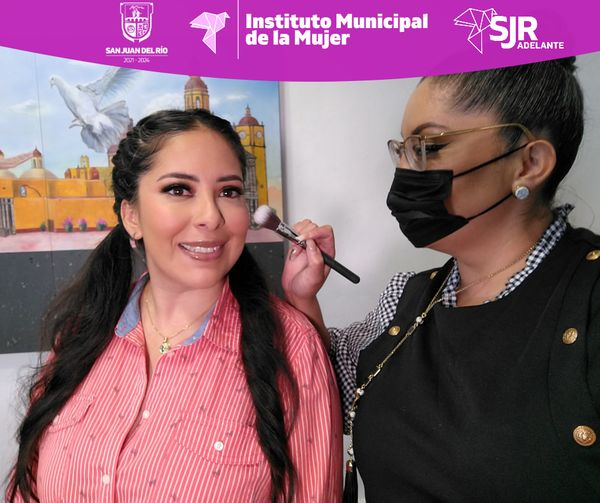 SAN JUAN DEL RÍO
2021 - 2024
Instituto Municipal
de la Mujer
SJR
ADELANTE